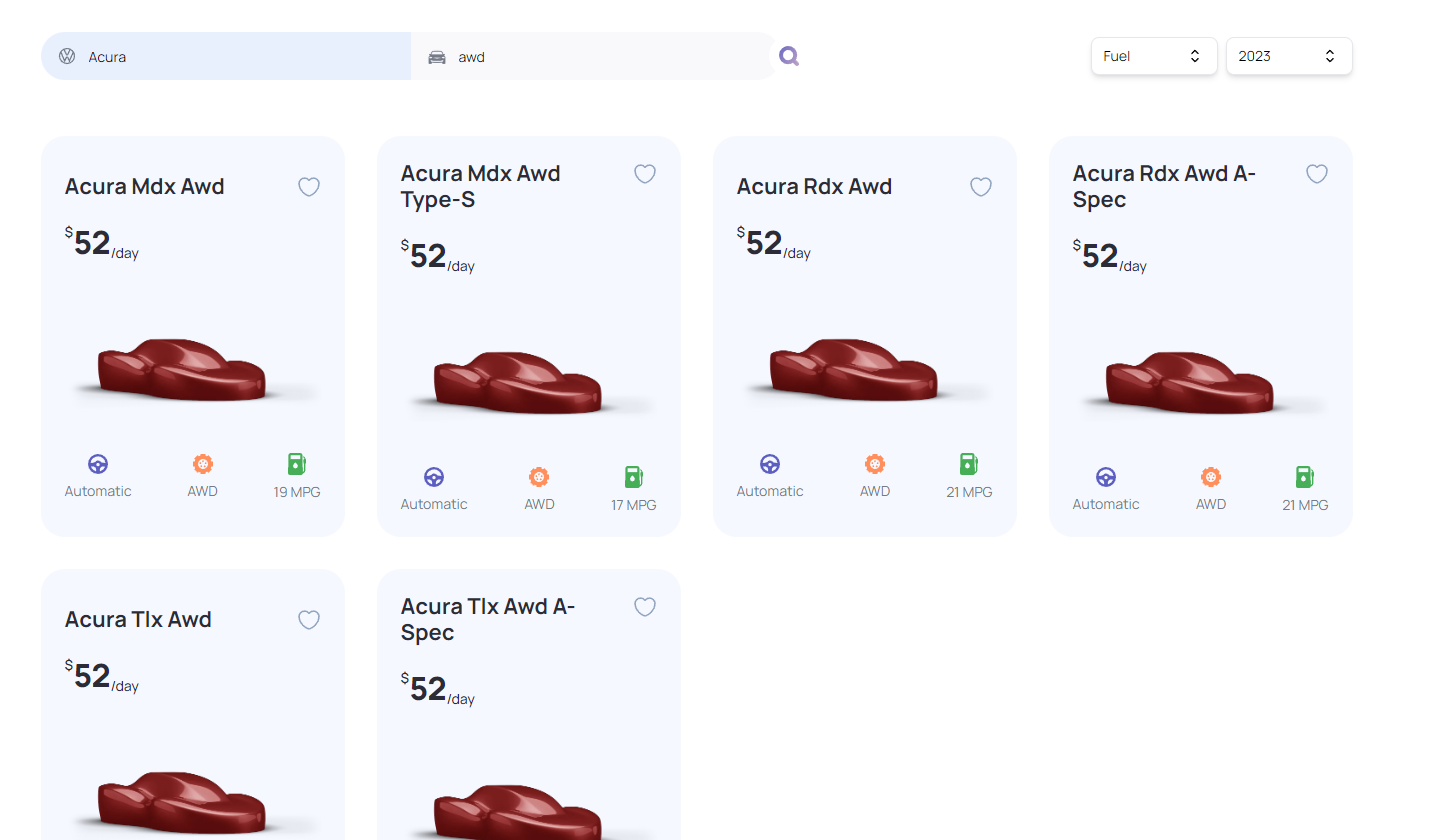 Acura
awd
Fuel
2023
Acura Mdx Awd
$52/day
Automatic
AWD
19 MPG
Acura Mdx Awd
Type-S
$52/day
Automatic
AWD
17 MPG
Acura Rdx Awd
$52/day
Automatic
AWD
21 MPG
Acura Rdx Awd A-
Spec
$52/day
Automatic
AWD
21 MPG
Acura Tlx Awd
$52/day
Acura Tlx Awd A-
Spec
$52/day